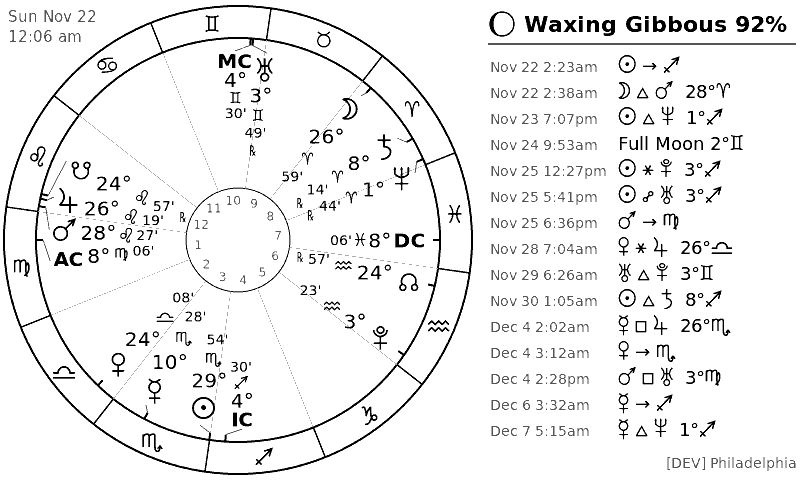 Sun Nov 22
12:06 am
Waxing Gibbous 92%
Nov 22 2:23am ☉ → ♐
Nov 22 2:38am ☽ △ ♂ 28°♈
Nov 23 7:07pm ☉ △ ♆ 1°♐
Nov 24 9:53am Full Moon 2°♊
Nov 25 12:27pm ☉ ⚹ ♇ 3°♐
Nov 25 5:41pm ☉ ☍ ♅ 3°♐
Nov 25 6:36pm ♂ → ♍
Nov 28 7:04am ♀ ⚹ ♃ 26°♎
Nov 29 6:26am ♅ △ ♇ 3°♊
Nov 30 1:05am ☉ △ ♄ 8°♐
Dec 4 2:02am ☿ □ ♃ 26°♏
Dec 4 3:12am ♀ → ♏
Dec 4 2:28pm ♂ □ ♅ 3°♍
Dec 6 3:32am ☿ → ♐
Dec 7 5:15am ☿ △ ♆ 1°♐
[DEV] Philadelphia
♊
♉
♈
♓
♒
♑
♐
♏
♎
♍
♌
♋
MC 4° ♊ 30'
♅ 3° ♊ 49' ℞
☽ 26° ♈ 59'
♄ 8° ♈ 14' ℞
♆ 1° ♈ 44' ℞
06' ♓ 8° DC
℞ 57' ♒ 24° ☊
23' ♒ 3° ♇
☋ 24° ♌ 57' ℞
♃ 26° ♌ 19'
♂ 28° ♌ 27'
AC 8° ♍ 06'
08' ♎ 24° ♀
28' ♏ 10° ☿
54' ♏ 29° ☉
30' ♐ 4° IC
1
2
3
4
5
6
7
8
9
10
11
12